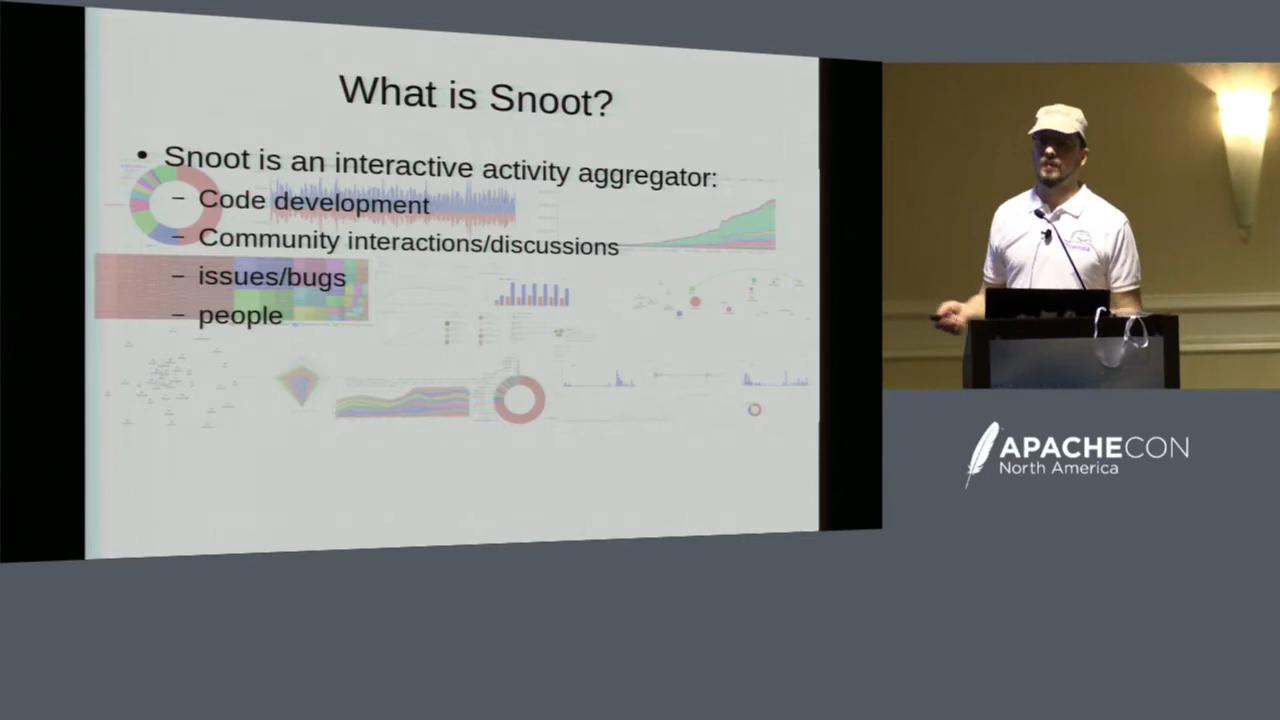 What is Snoot?
• Snoot is an interactive activity aggregator:
– Code development
– Community interactions/discussions
– issues/bugs
– people
APACHECON
North America